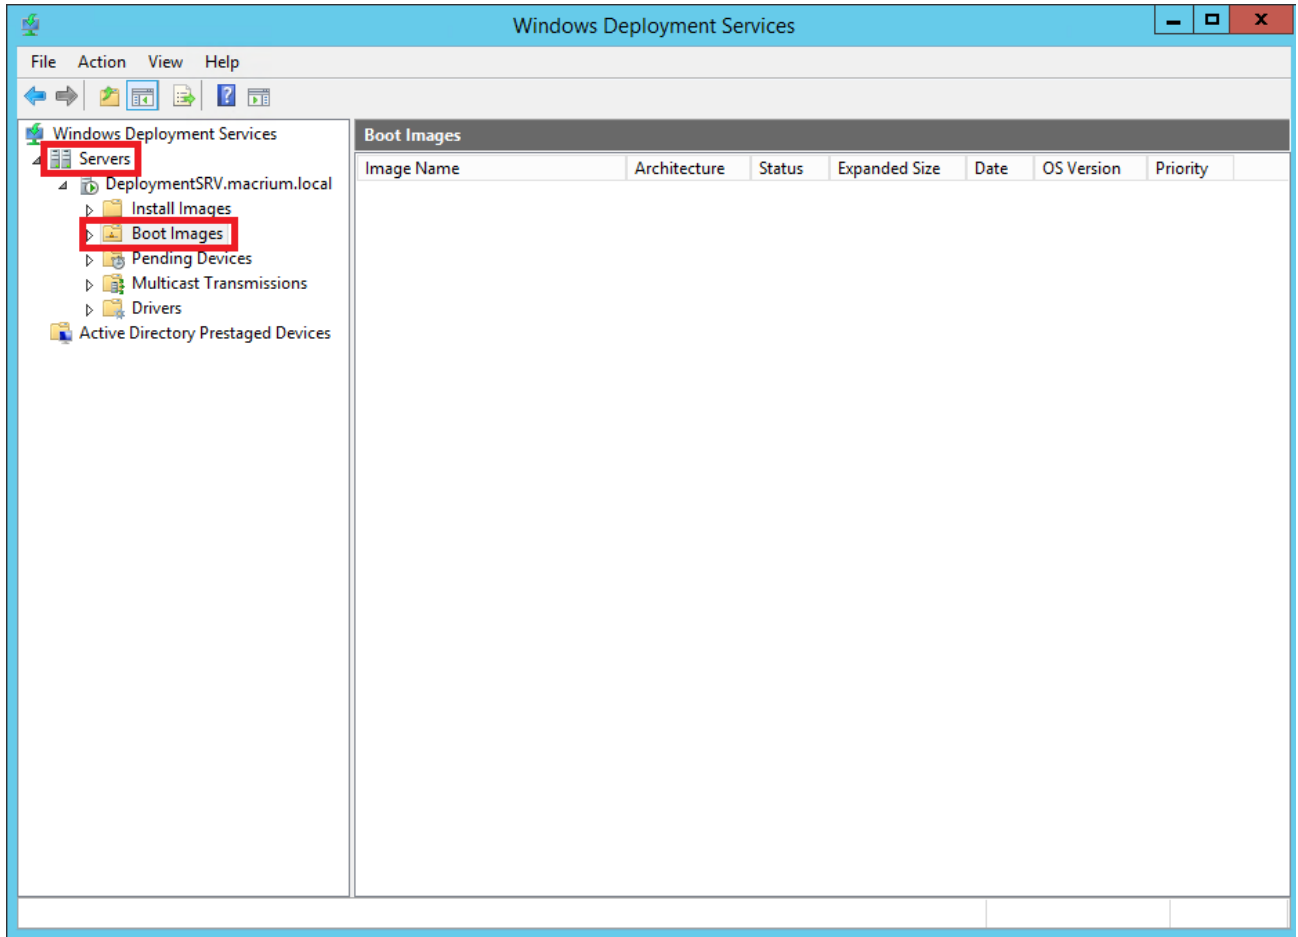 Windows Deployment Services
x
File Action View Help
?
Windows Deployment Services
Servers
DeploymentSRV.macrium.local
Install Images
Boot Images
Pending Devices
Multicast Transmissions
Drivers
Active Directory Prestaged Devices
Boot Images
Image Name Architecture Status Expanded Size Date OS Version Priority